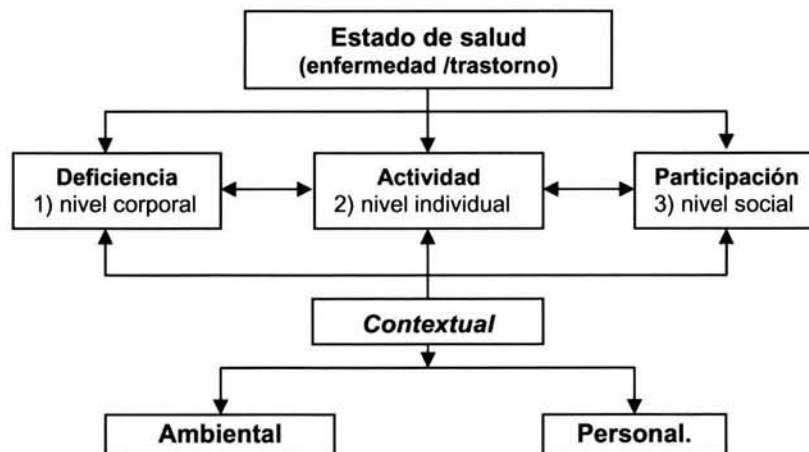 Estado de salud
(enfermedad /trastorno)
Deficiencia
1) nivel corporal
Actividad
2) nivel individual
Participación
3) nivel social
Contextual
Ambiental
Personal.